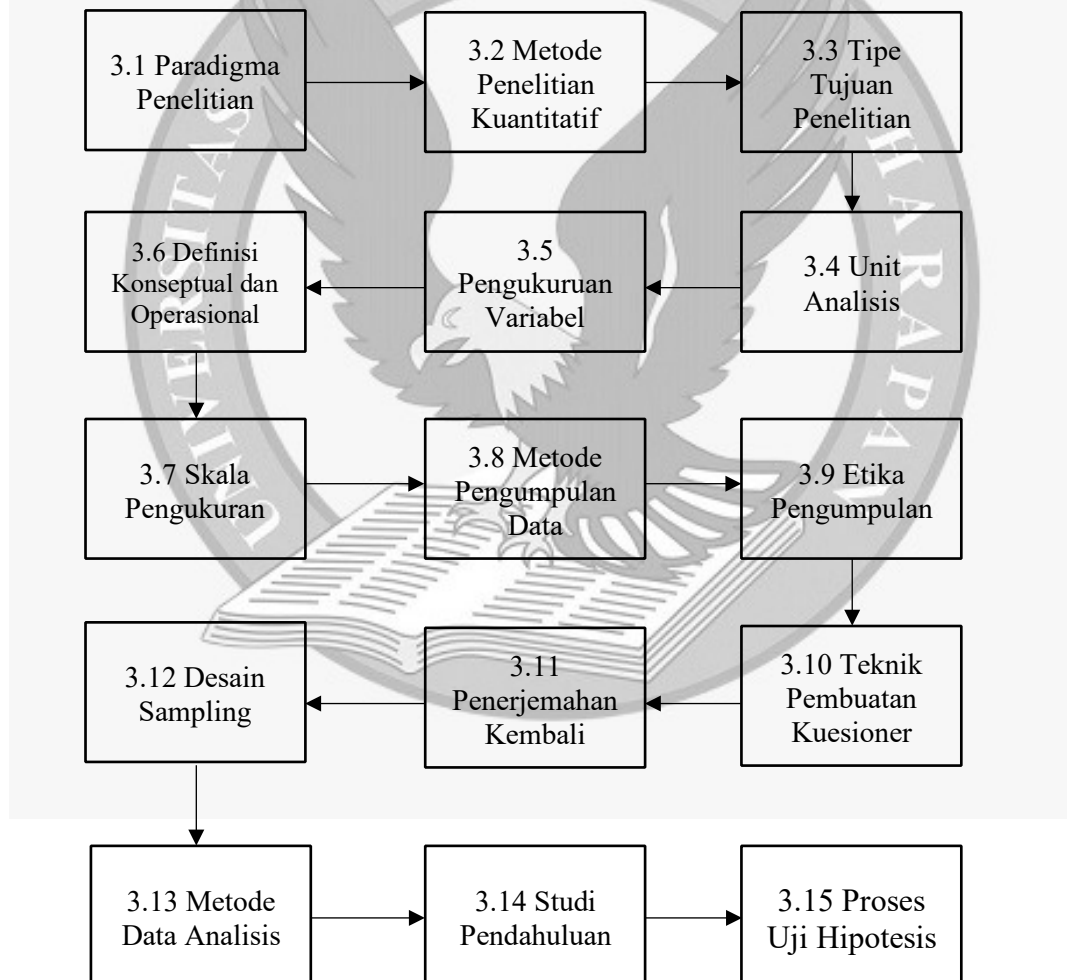 3.1 Paradigma
Penelitian
3.2 Metode
Penelitian
Kuantitatif
3.3 Tipe
Tujuan
Penelitian
3.4 Unit
Analisis
3.5
Pengukuruan
Variabel
3.6 Definisi
Konseptual dan
Operasional
3.7 Skala
Pengukuran
3.8 Metode
Pengumpulan
Data
3.9 Etika
Pengumpulan
3.10 Teknik
Pembuatan
Kuesioner
3.11
Penerjemahan
Kembali
3.12 Desain
Sampling
3.13 Metode
Data Analisis
3.14 Studi
Pendahuluan
3.15 Proses
Uji Hipotesis
UNIVERSITAS
HARAPAN